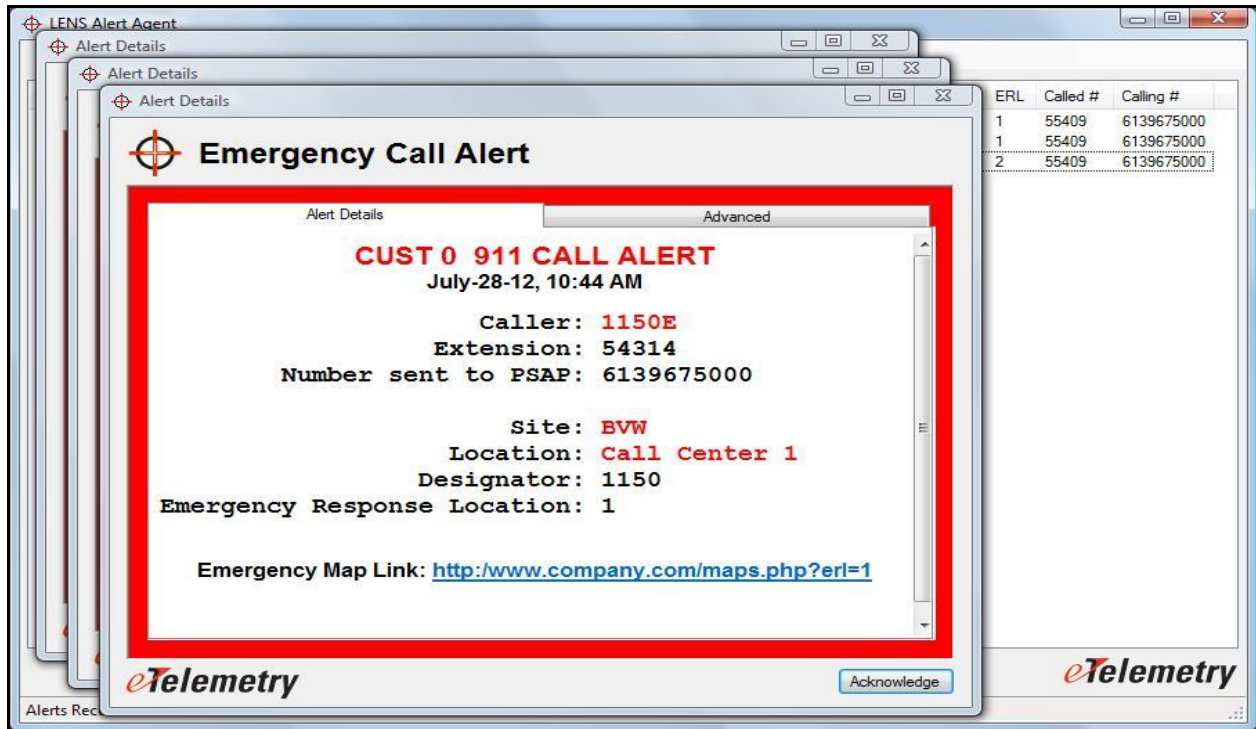 LENS Alert Agent
Alert Details
Alert Details
Alert Details
ERL Called # Calling #
1 55409 6139675000
1 55409 6139675000
2 55409 6139675000
Emergency Call Alert
Alert Details Advanced
CUST 0 911 CALL ALERT
July-28-12, 10:44 AM
Caller: 1150E
Extension: 54314
Number sent to PSAP: 6139675000
Site: BVW
Location: Call Center 1
Designator: 1150
Emergency Response Location: 1
Emergency Map Link: http:/www.company.com/maps.php?erl=1
eTelemetry
Acknowledge
eTelemetry
Alerts Rec